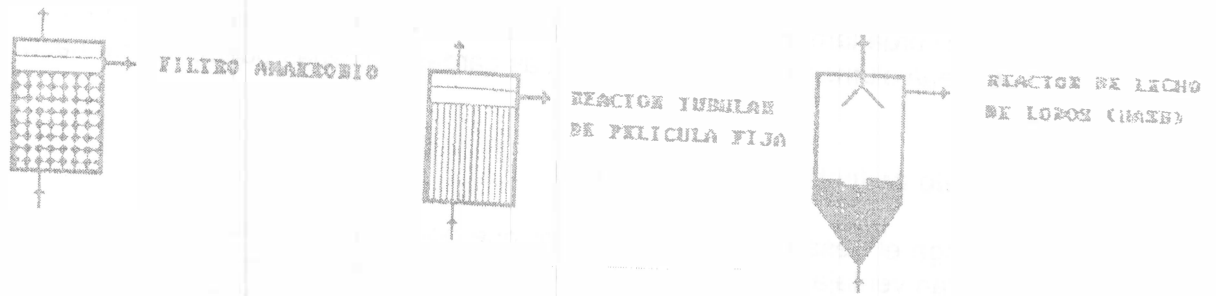 FILTRO ANAEROBIO
REACTOR TUBULAR
DE PELICULA FIJA
REACTOR DE LECHO
DE LODOS (UASB)